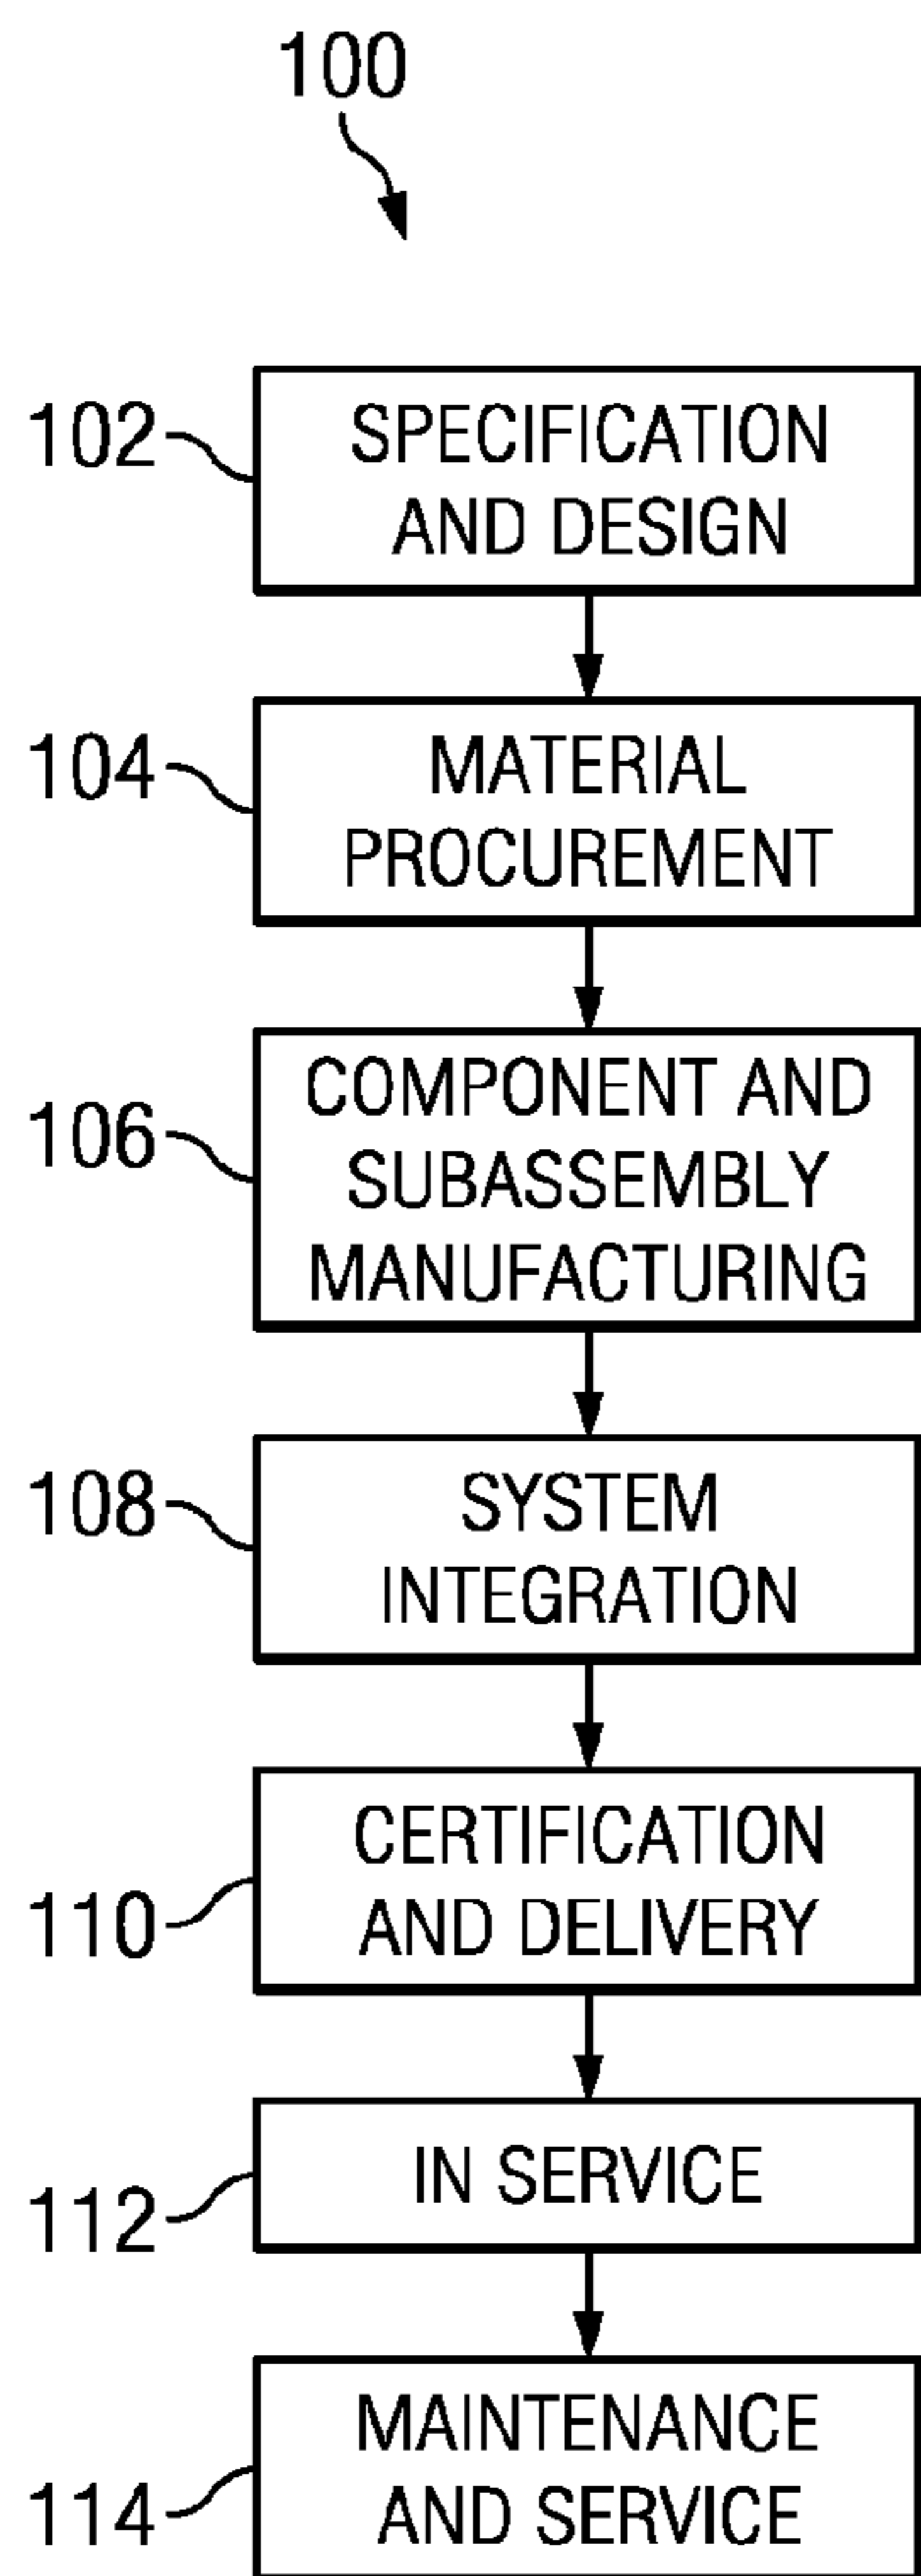 100
102
SPECIFICATION
AND DESIGN
104
MATERIAL
PROCUREMENT
106
COMPONENT AND
SUBASSEMBLY
MANUFACTURING
108
SYSTEM
INTEGRATION
110
CERTIFICATION
AND DELIVERY
112
IN SERVICE
114
MAINTENANCE
AND SERVICE